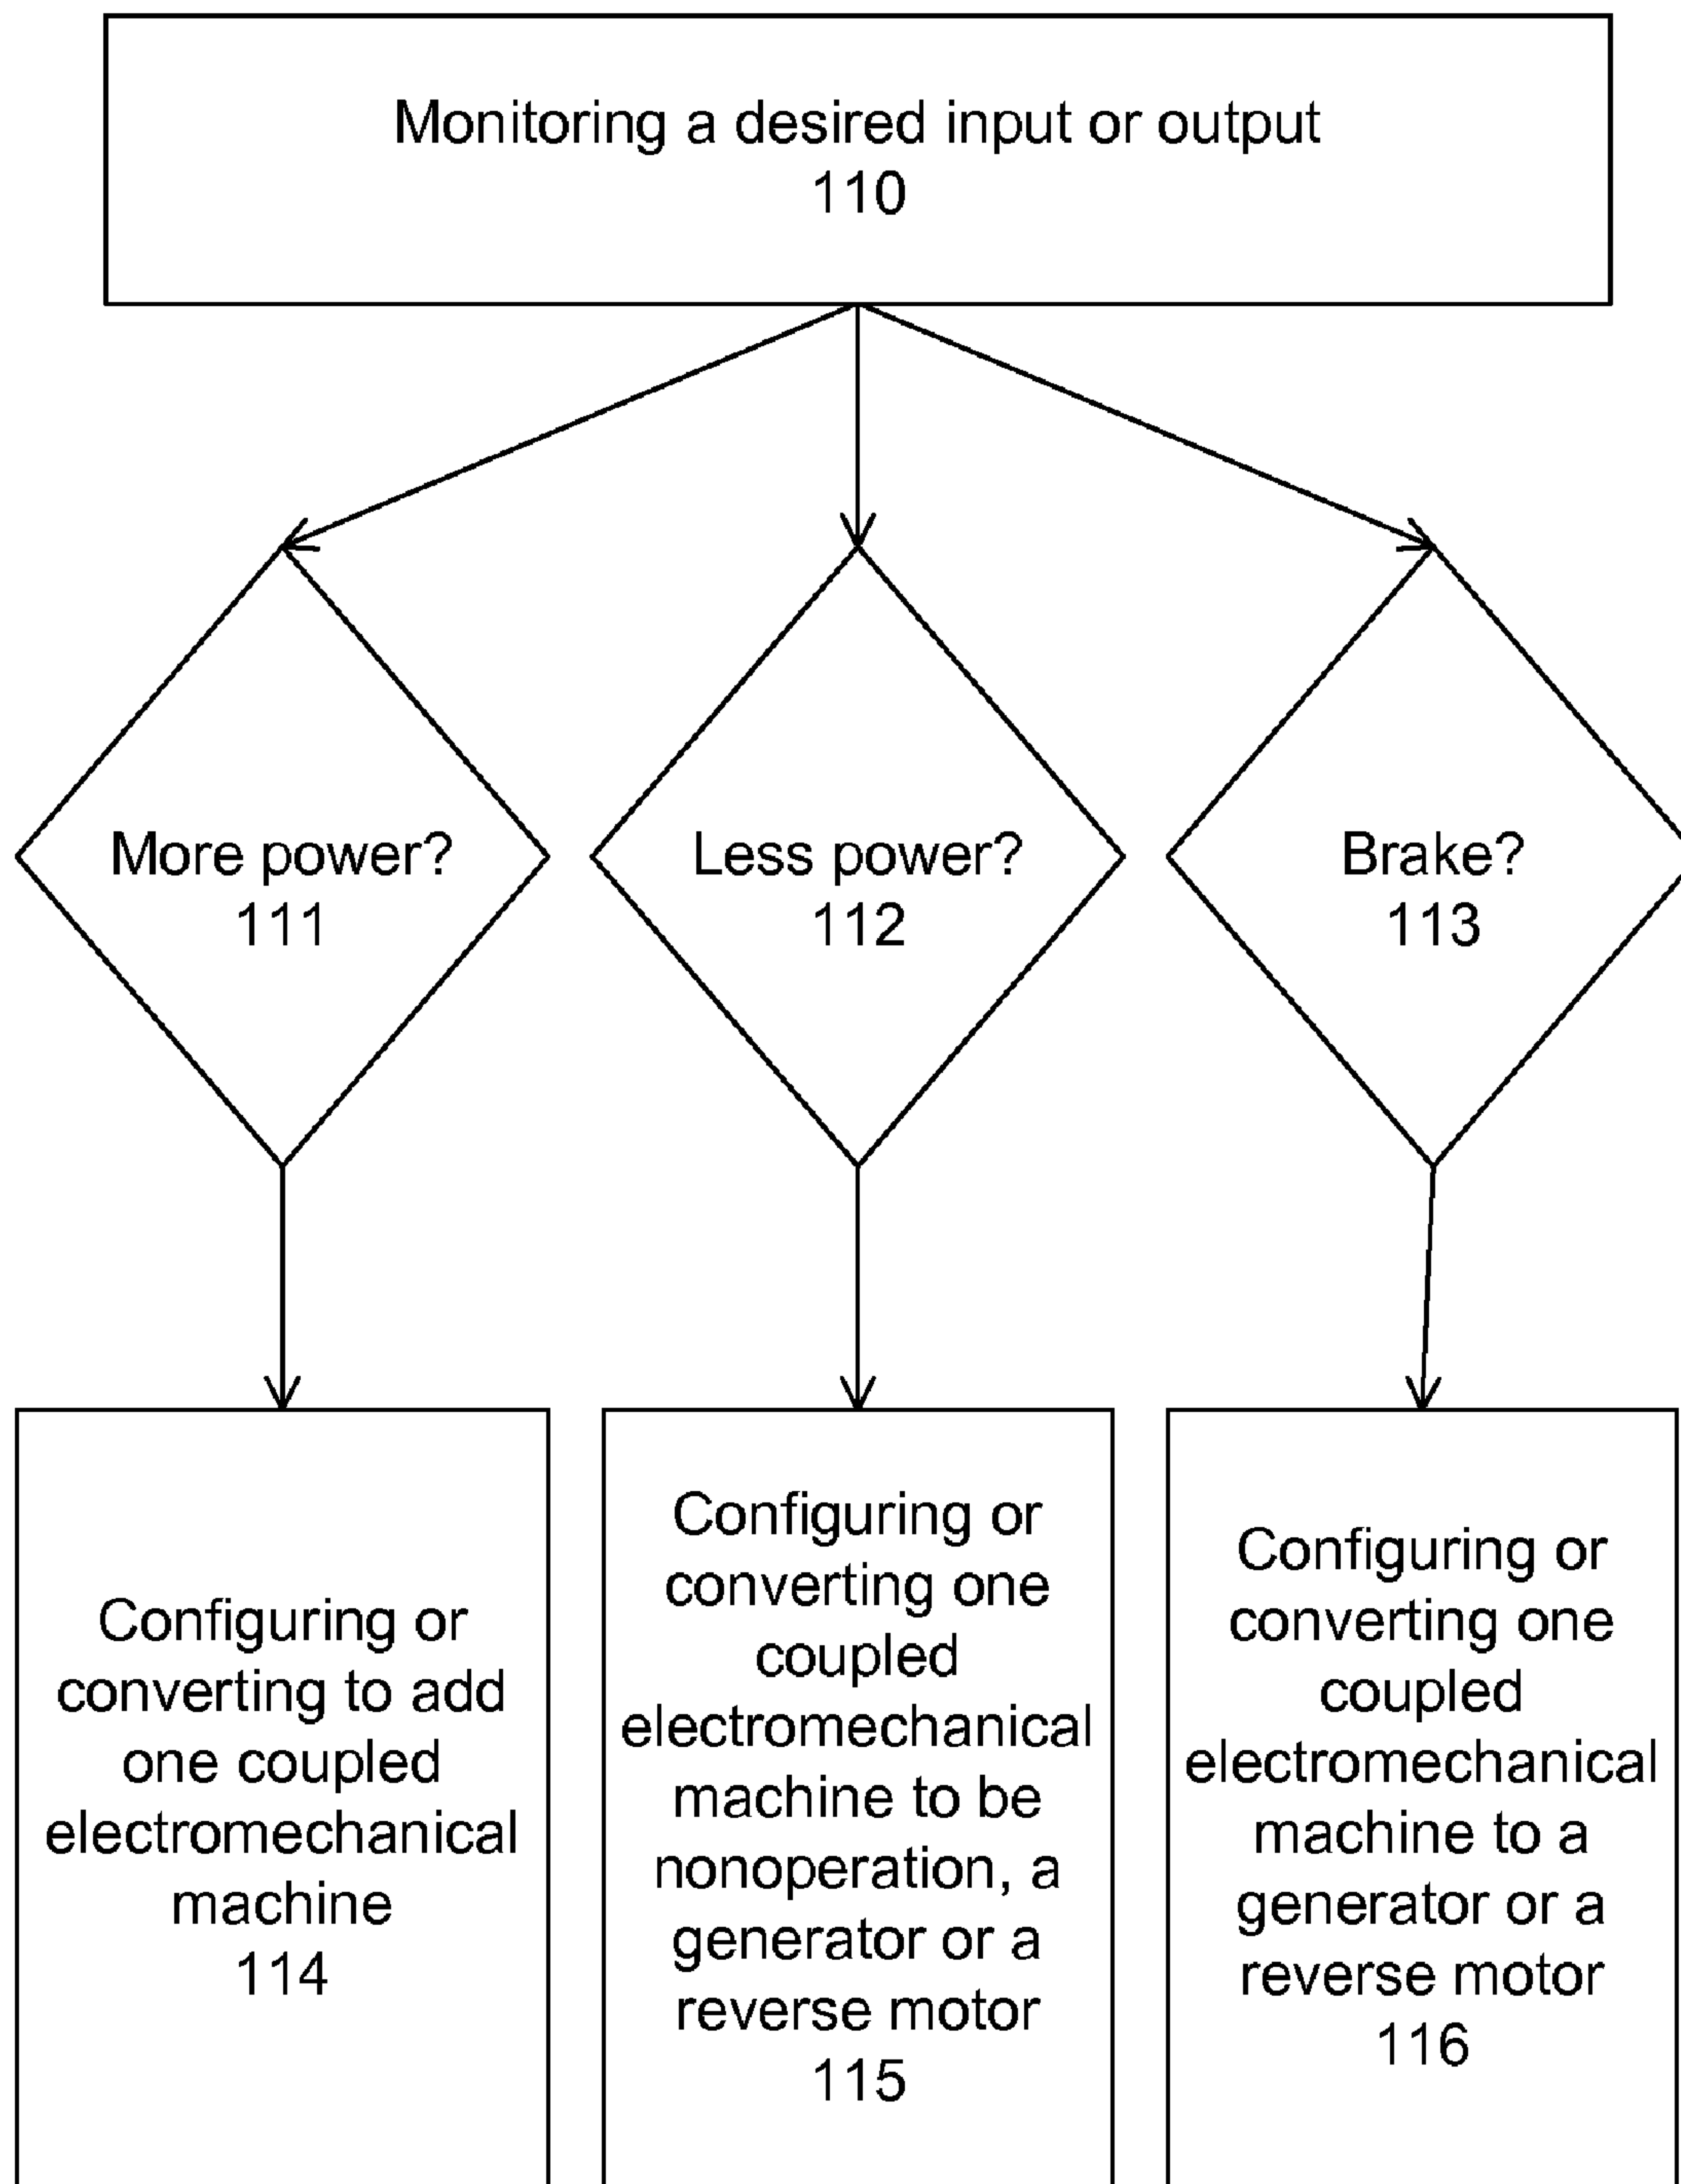 Monitoring a desired input or output
110
More power?
111
Less power?
112
Brake?
113
Configuring or
converting to add
one coupled
electromechanical
machine
114
Configuring or
converting one
coupled
electromechanical
machine to be
nonoperation, a
generator or a
reverse motor
115
Configuring or
converting one
coupled
electromechanical
machine to a
generator or a
reverse motor
116